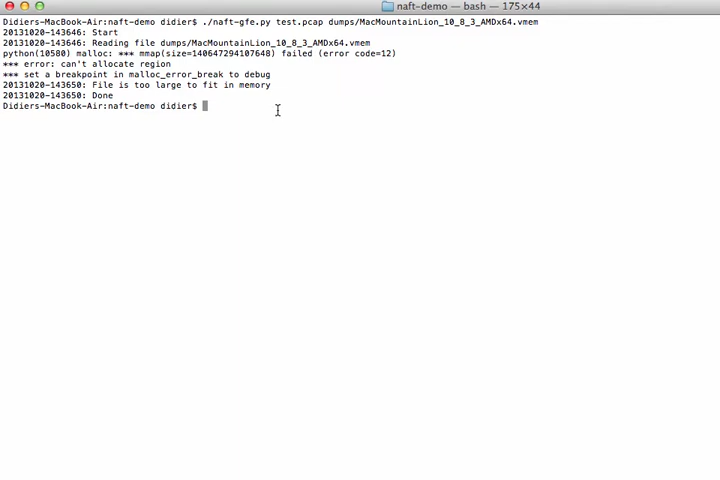 naft-demo — bash — 175×44
Didiers-MacBook-Air:naft-demo didier$ ./naft-gfe.py test.pcap dumps/MacMountainLion_10_8_3_AMDx64.vmem
20131020-143646: Start
20131020-143646: Reading file dumps/MacMountainLion_10_8_3_AMDx64.vmem
python(10580) malloc: *** mmap(size=140647294107648) failed (error code=12)
*** error: can't allocate region
*** set a breakpoint in malloc_error_break to debug
20131020-143650: File is too large to fit in memory
20131020-143650: Done
Didiers-MacBook-Air:naft-demo didier$